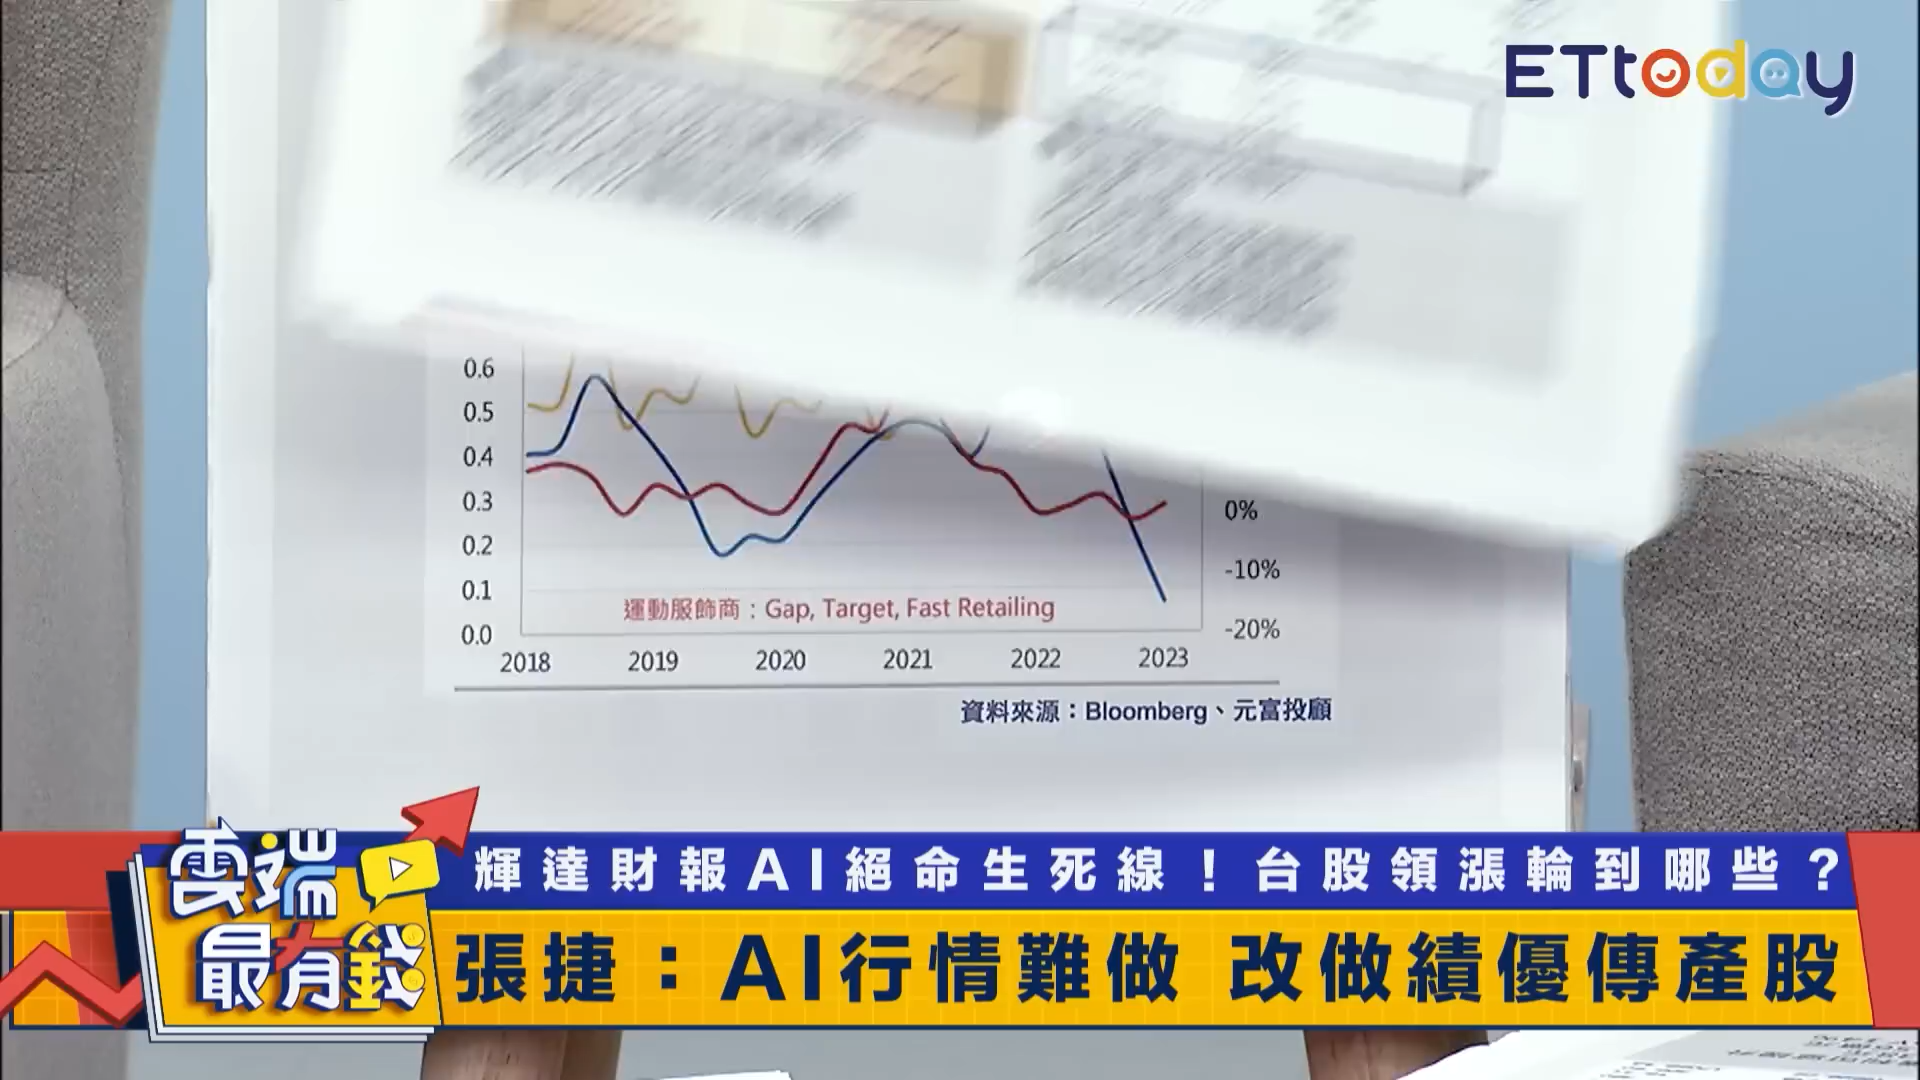 ETtoday
0.6
0.5
0.4
0.3
0.2
0.1
0.0
0%
-10%
-20%
運動服飾商：Gap, Target, Fast Retailing
2018 2019 2020 2021 2022 2023
資料來源：Bloomberg、元富投顧
雲端最有錢
輝達財報AI絕命生死線！台股領漲輪到哪些？
張捷：AI行情難做 改做績優傳產股